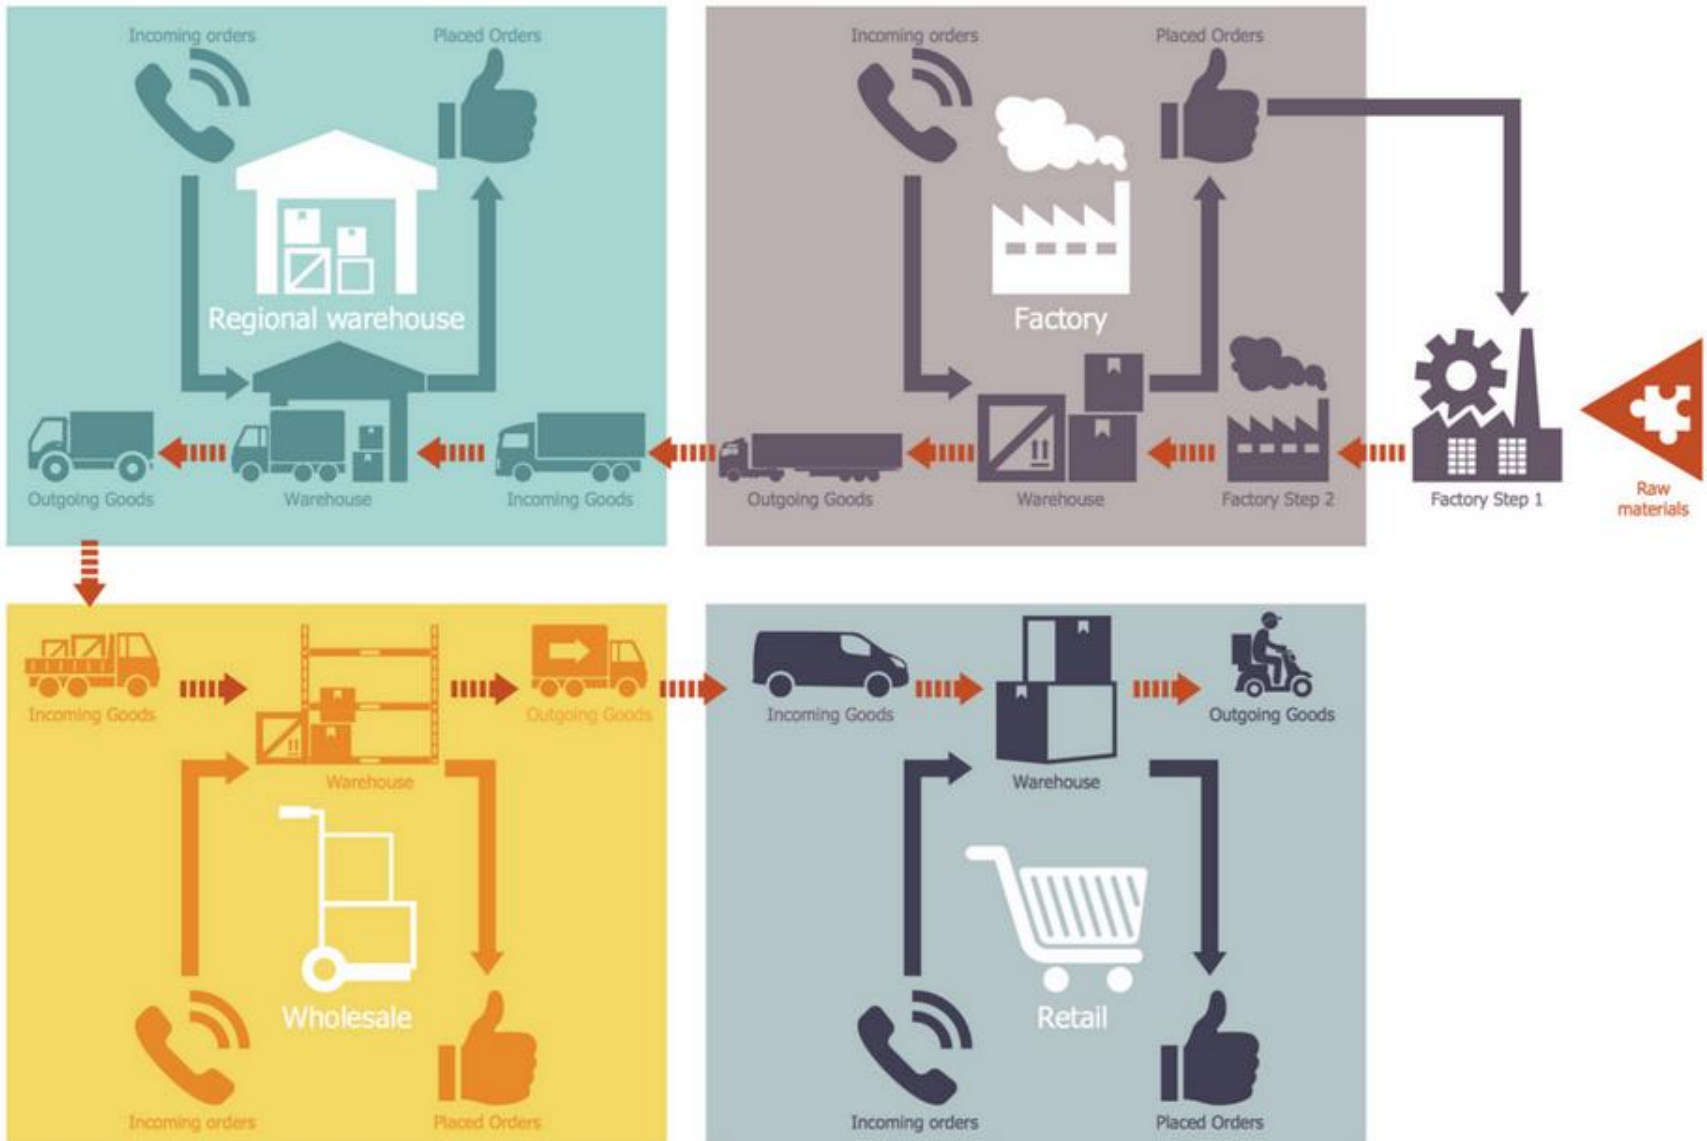 Incoming orders
Placed Orders
Regional warehouse
Outgoing Goods
Warehouse
Incoming Goods
Incoming orders
Placed Orders
Factory
Outgoing Goods
Warehouse
Factory Step 2
Factory Step 1
Raw
materials
Incoming Goods
Warehouse
Outgoing Goods
Wholesale
Incoming orders
Placed Orders
Incoming Goods
Warehouse
Outgoing Goods
Retail
Incoming orders
Placed Orders